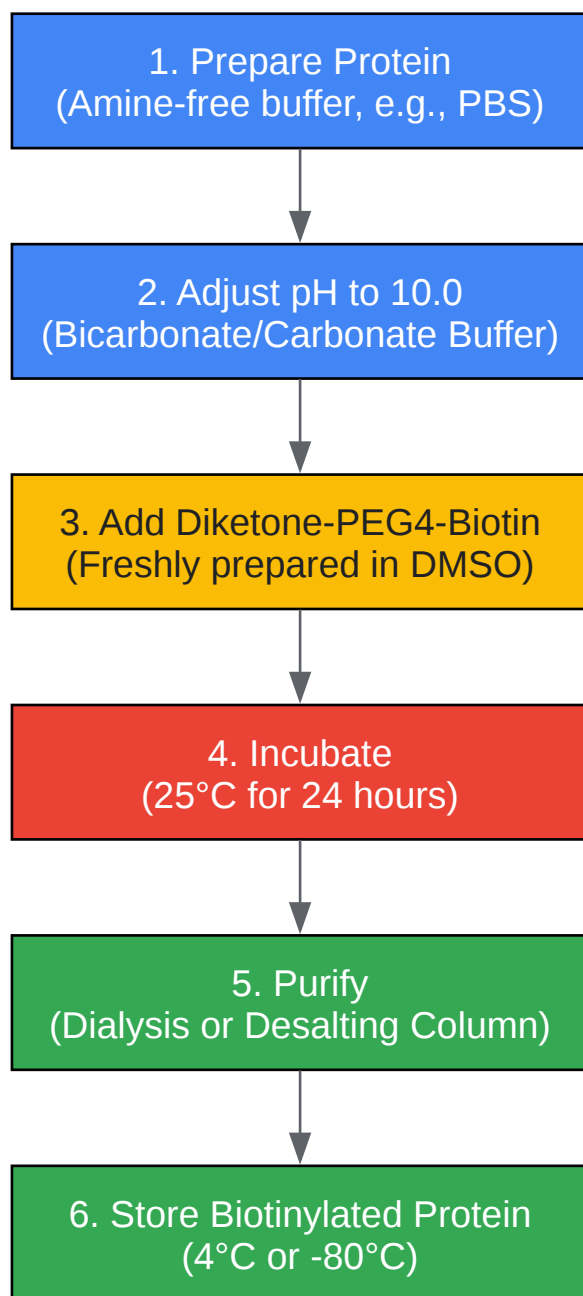 1. Prepare Protein
(Amine-free buffer, e.g., PBS)
2. Adjust pH to 10.0
(Bicarbonate/Carbonate Buffer)
3. Add Diketone-PEG4-Biotin
(Freshly prepared in DMSO)
4. Incubate
(25°C for 24 hours)
5. Purify
(Dialysis or Desalting Column)
6. Store Biotinylated Protein
(4°C or -80°C)